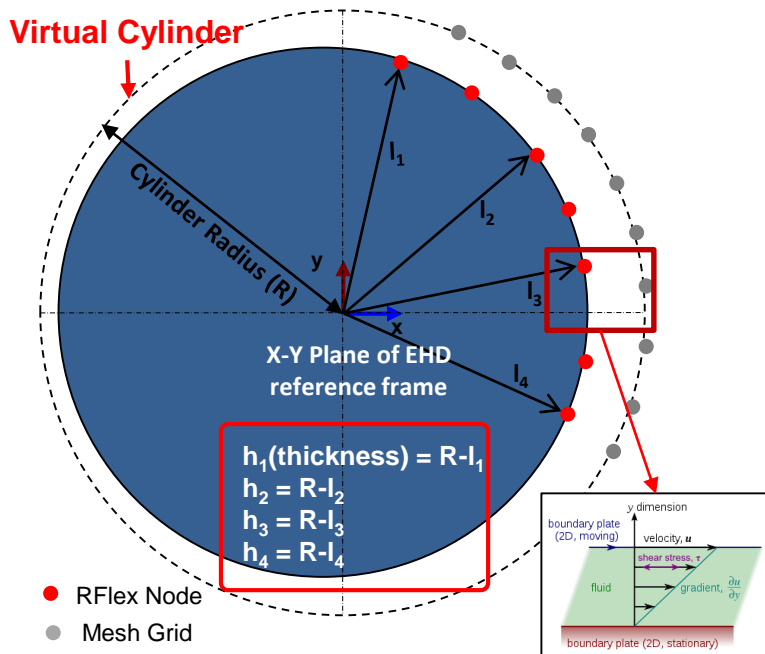 Virtual Cylinder
l₁
l₂
Cylinder Radius (R)
y
l₃
x
X-Y Plane of EHD
reference frame
l₄
h₁(thickness) = R-l₁
h₂ = R-l₂
h₃ = R-l₃
h₄ = R-l₄
RFlex Node
Mesh Grid
y dimension
boundary plate
(2D, moving)
velocity, u
shear stress, τ
fluid
gradient, ∂u/∂y
boundary plate (2D, stationary)